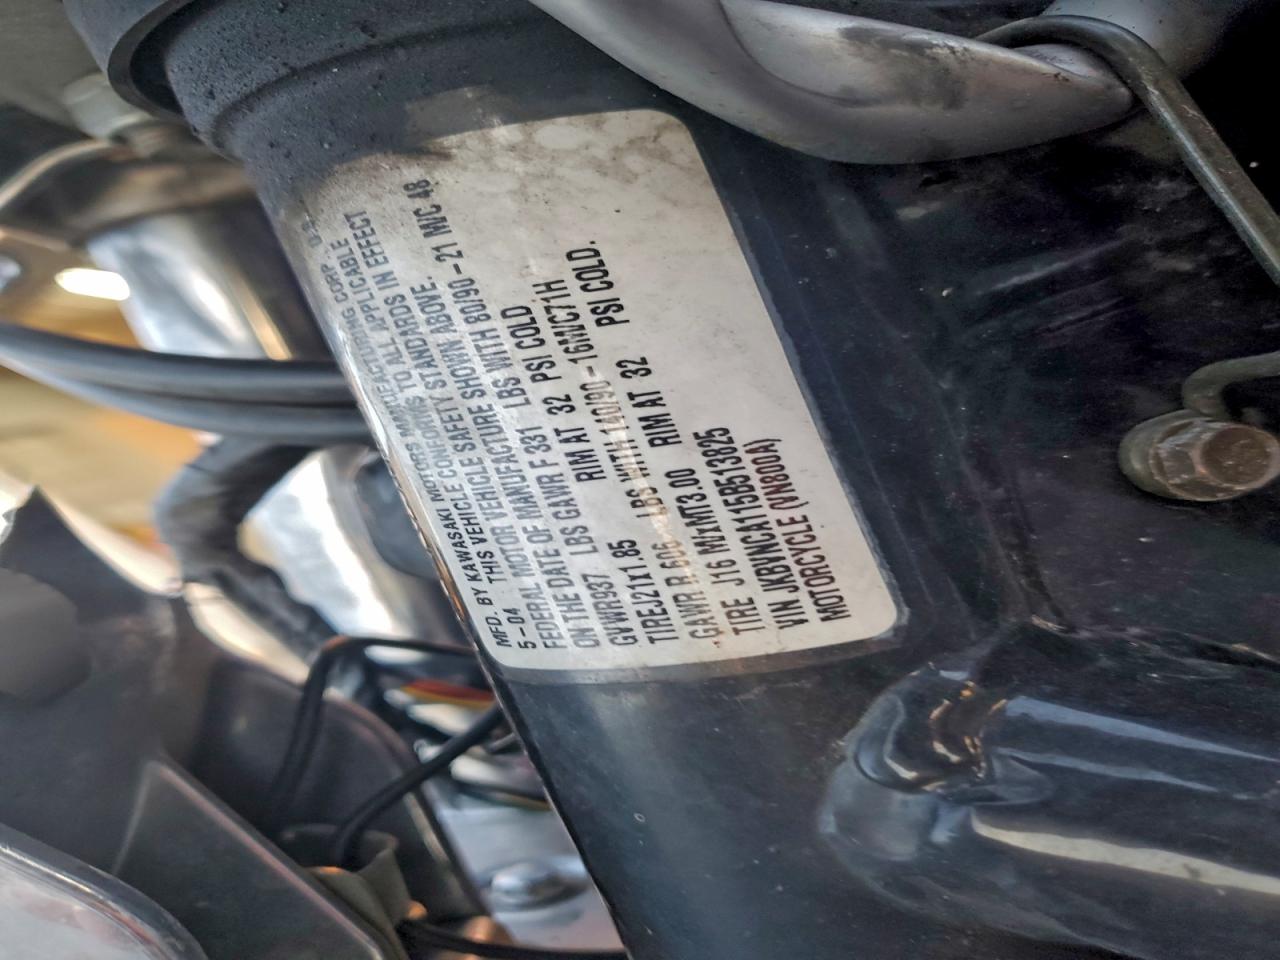 MFD. BY KAWASAKI MOTORS MANUFACTURING CORP.
5-04 THIS VEHICLE CONFORMS TO ALL APPLICABLE
FEDERAL MOTOR VEHICLE SAFETY STANDARDS IN EFFECT
ON THE DATE OF MANUFACTURE SHOWN ABOVE.
GVWR937 LBS GAWR F 331 LBS WITH 80/90-21 M/C 48
TIREJ21x1.85 RIM AT 32 PSI COLD
GAWR R 606 LBS WITH 140/90-16M/C71H
TIRE J16 MxMT3.00 RIM AT 32 PSI COLD.
VIN JKBVNCA115B513825
MOTORCYCLE (VN800A)